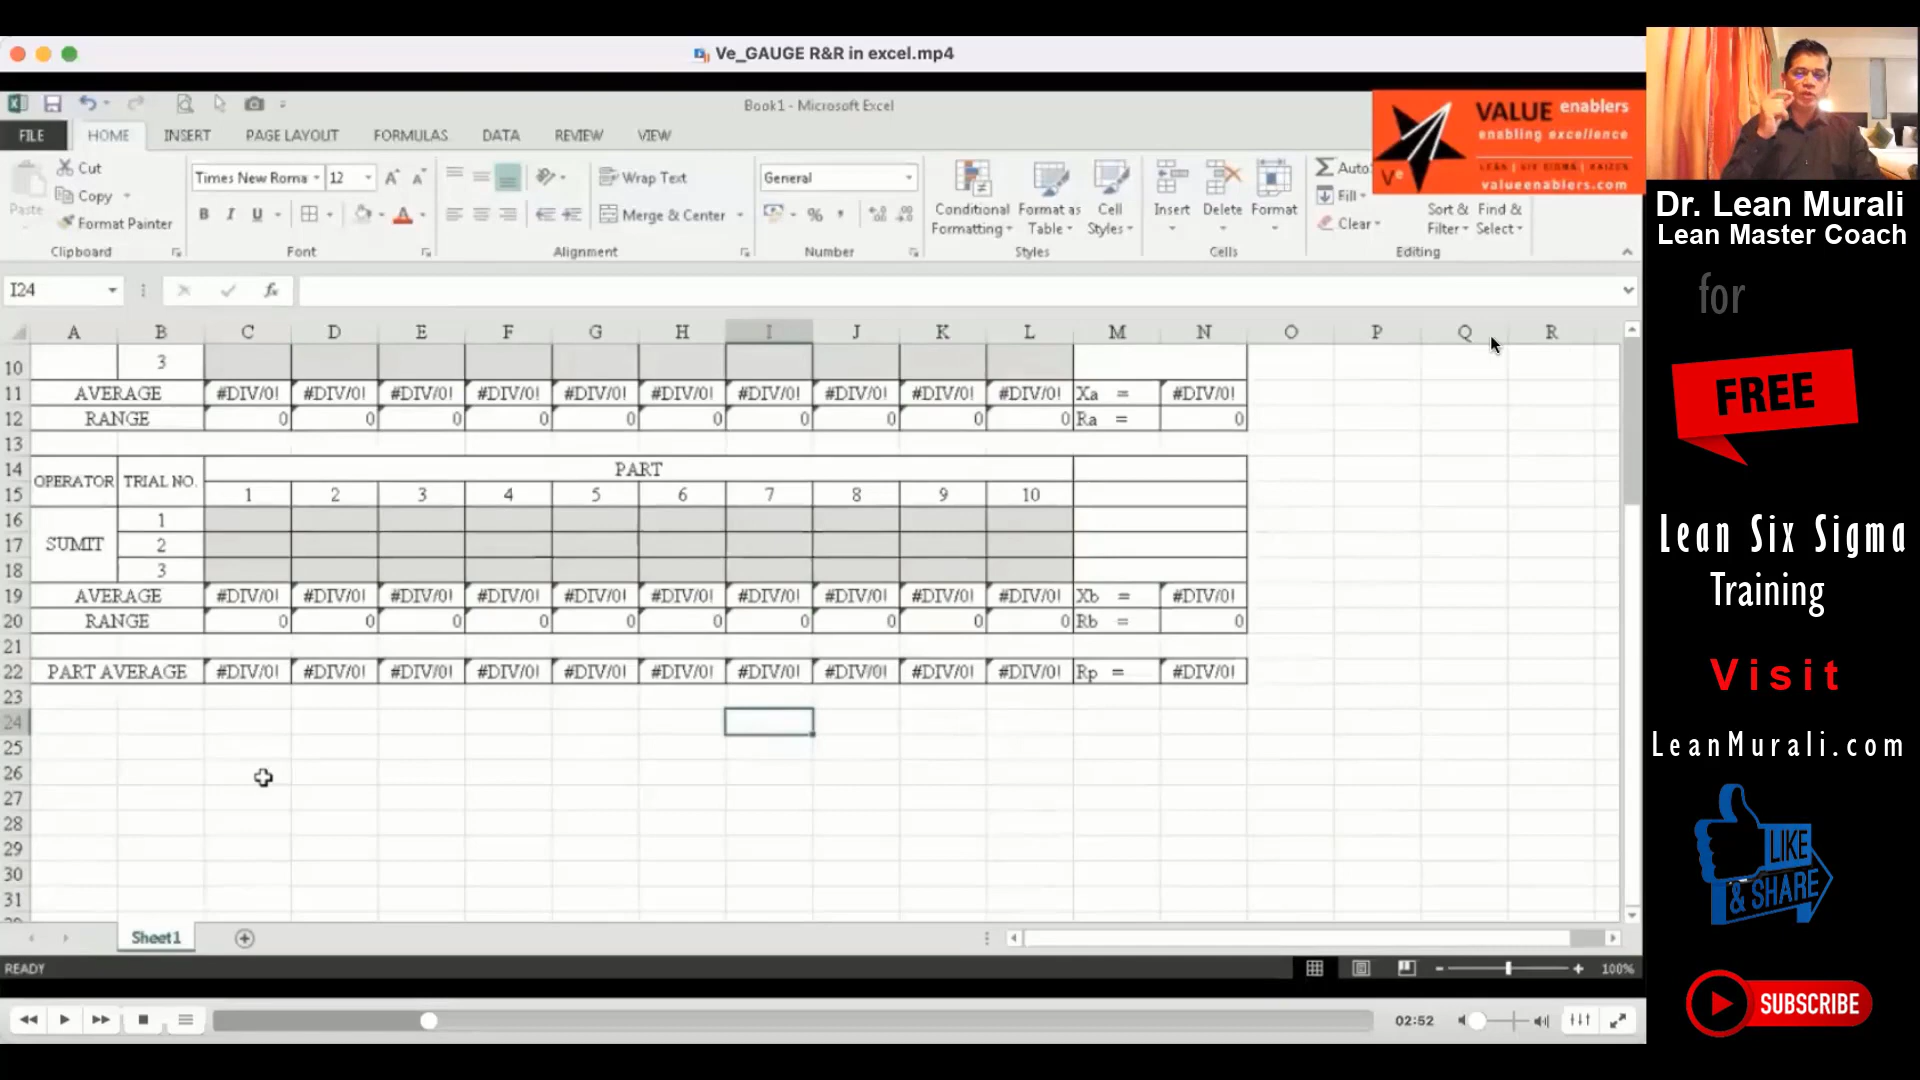 Ve_GAUGE R&R in excel.mp4
Book1 - Microsoft Excel
FILE HOME INSERT PAGE LAYOUT FORMULAS DATA REVIEW VIEW
VALUE enablers
enabling excellence
LEAN | SIX SIGMA | KAIZEN
valueenablers.com
Ve
Paste Cut
Copy
Format Painter
Times New Roma 12
B I U A
Wrap Text
Merge & Center
General
%
Conditional Formatting
Format as Table
Cell Styles
Insert Delete Format
Auto
Fill
Clear
Sort & Filter
Find & Select
Clipboard Font Alignment Number Styles Cells Editing
I24 fx
A B C D E F G H I J K L M N O P Q R
10 3
11 AVERAGE #DIV/0! #DIV/0! #DIV/0! #DIV/0! #DIV/0! #DIV/0! #DIV/0! #DIV/0! #DIV/0! #DIV/0! Xa = #DIV/0!
12 RANGE 0 0 0 0 0 0 0 0 0 0 Ra = 0
13
14 OPERATOR TRIAL NO. PART
15 1 2 3 4 5 6 7 8 9 10
16 1
17 SUMIT 2
18 3
19 AVERAGE #DIV/0! #DIV/0! #DIV/0! #DIV/0! #DIV/0! #DIV/0! #DIV/0! #DIV/0! #DIV/0! #DIV/0! Xb = #DIV/0!
20 RANGE 0 0 0 0 0 0 0 0 0 0 Rb = 0
21
22 PART AVERAGE #DIV/0! #DIV/0! #DIV/0! #DIV/0! #DIV/0! #DIV/0! #DIV/0! #DIV/0! #DIV/0! #DIV/0! Rp = #DIV/0!
23
24
25
26
27
28
29
30
31
Sheet1
READY 100%
02:52
Dr. Lean Murali
Lean Master Coach
for
FREE
Lean Six Sigma
Training
Visit
LeanMurali.com
LIKE
& SHARE
SUBSCRIBE